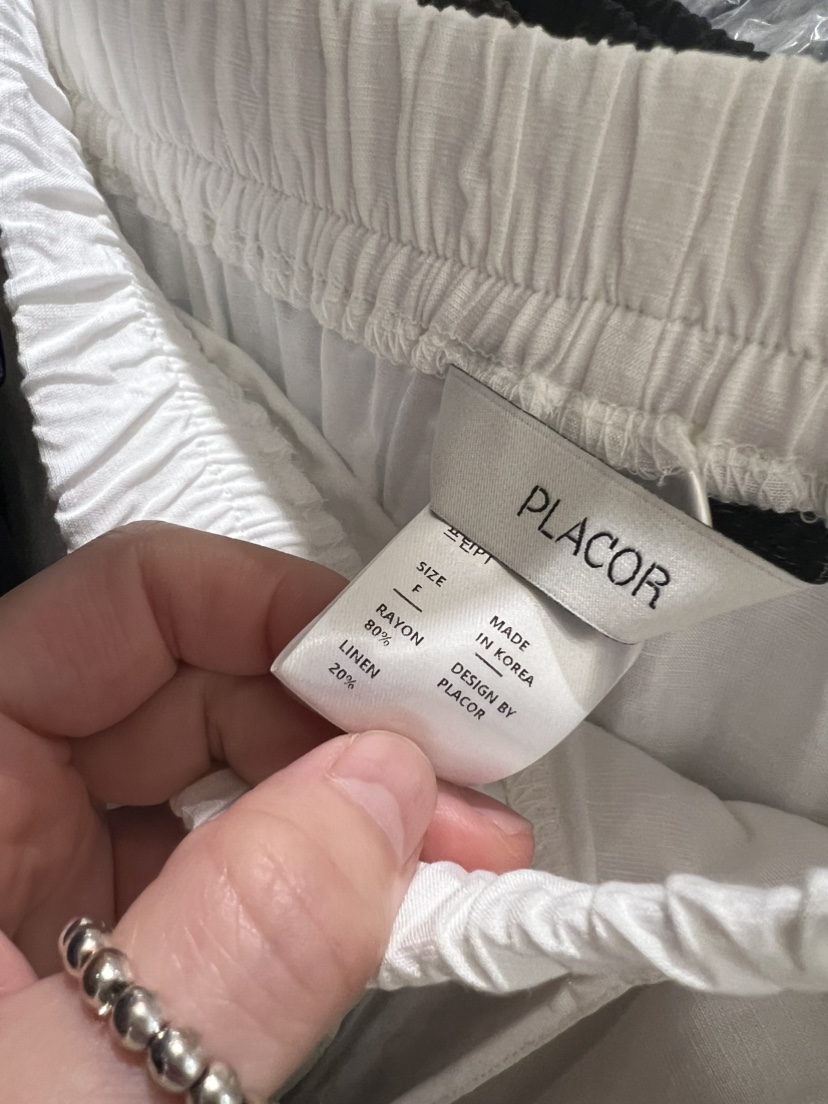 PLACOR
SIZE
F
RAYON
80%
LINEN
20%
MADE
IN KOREA
DESIGN BY
PLACOR